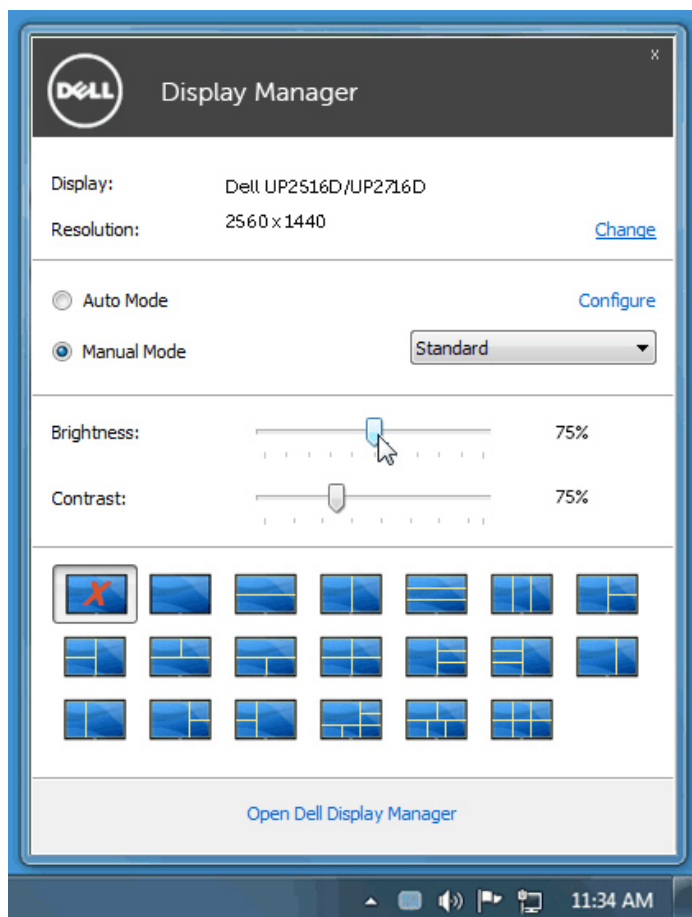 DELL
Display Manager
x
Display: Dell UP2516D/UP2716D
Resolution: 2560 x 1440 Change
Auto Mode Configure
Manual Mode Standard
Brightness: 75%
Contrast: 75%
Open Dell Display Manager
11:34 AM